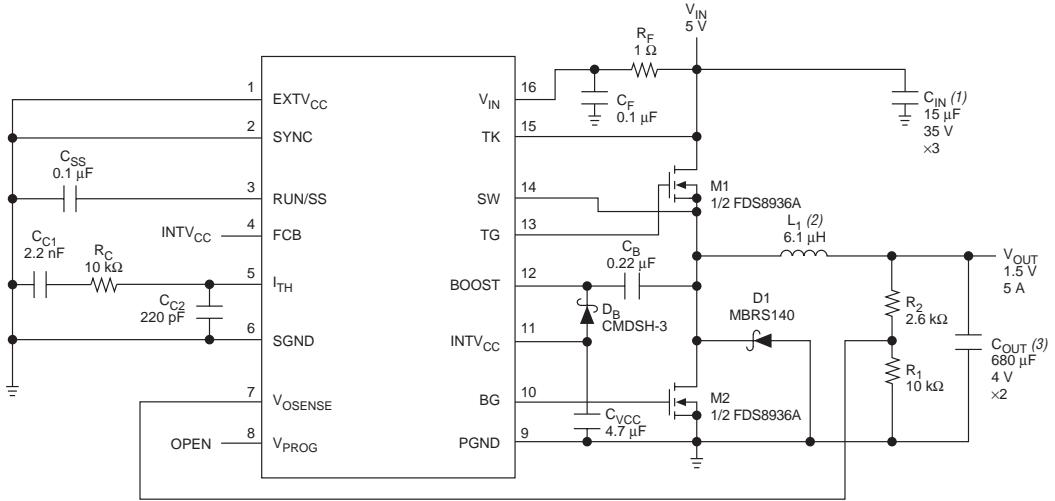 V_IN
5 V
R_F
1 Ω
C_F
0.1 μF
C_IN (1)
15 μF
35 V
×3
1
EXTV_CC
2
SYNC
C_SS
0.1 μF
3
RUN/SS
INTV_CC
4
FCB
C_C1
2.2 nF
R_C
10 kΩ
5
I_TH
C_C2
220 pF
6
SGND
7
V_OSENSE
OPEN
8
V_PROG
16
V_IN
15
TK
14
SW
13
TG
12
BOOST
11
INTV_CC
10
BG
9
PGND
M1
1/2 FDS8936A
C_B
0.22 μF
D_B
CMDSH-3
L_1 (2)
6.1 μH
D1
MBRS140
M2
1/2 FDS8936A
C_VCC
4.7 μF
V_OUT
1.5 V
5 A
R_2
2.6 kΩ
R_1
10 kΩ
C_OUT (3)
680 μF
4 V
×2